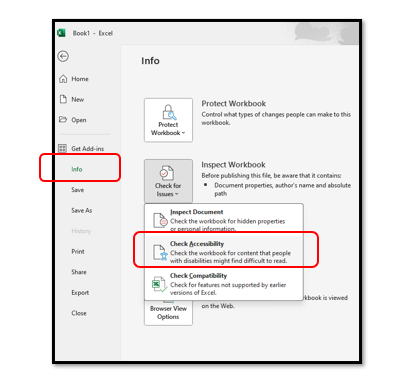 Book1 - Excel
Info
Home
New
Open
Get Add-ins
Info
Save
Save As
History
Print
Share
Export
Close
Protect
Workbook
Protect Workbook
Control what types of changes people can make to this
workbook.
Check for
Issues
Inspect Workbook
Before publishing this file, be aware that it contains:
Document properties, author's name and absolute
path
Inspect Document
Check the workbook for hidden properties
or personal information.
Check Accessibility
Check the workbook for content that people
with disabilities might find difficult to read.
Check Compatibility
Check for features not supported by earlier
versions of Excel.
Browser View
Options
workbook is viewed
on the Web.